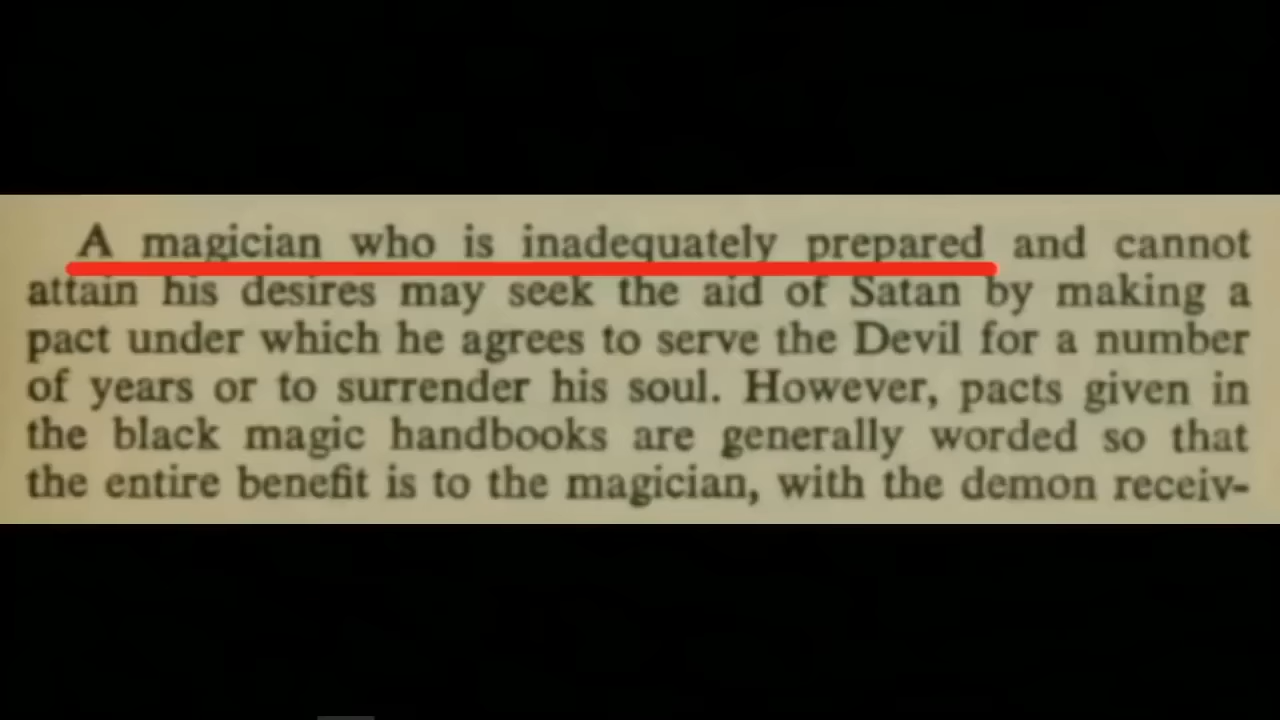 A magician who is inadequately prepared and cannot
attain his desires may seek the aid of Satan by making a
pact under which he agrees to serve the Devil for a number
of years or to surrender his soul. However, pacts given in
the black magic handbooks are generally worded so that
the entire benefit is to the magician, with the demon receiv-